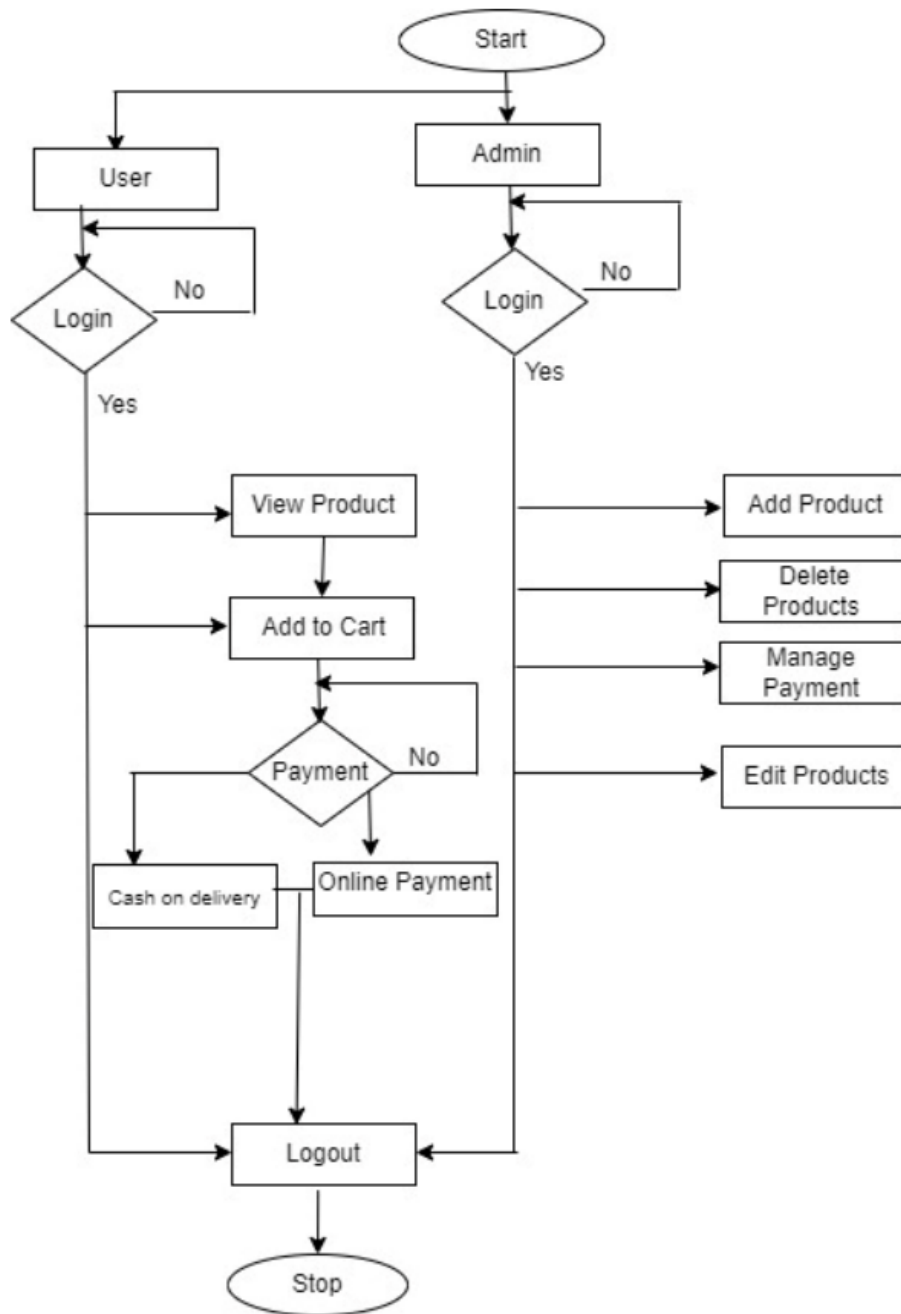 Start
Admin
User
No
Login
No
Login
Yes
Yes
View Product
Add Product
Delete
Products
Add to Cart
Manage
Payment
No
Payment
Edit Products
Cash on delivery
Online Payment
Logout
Stop